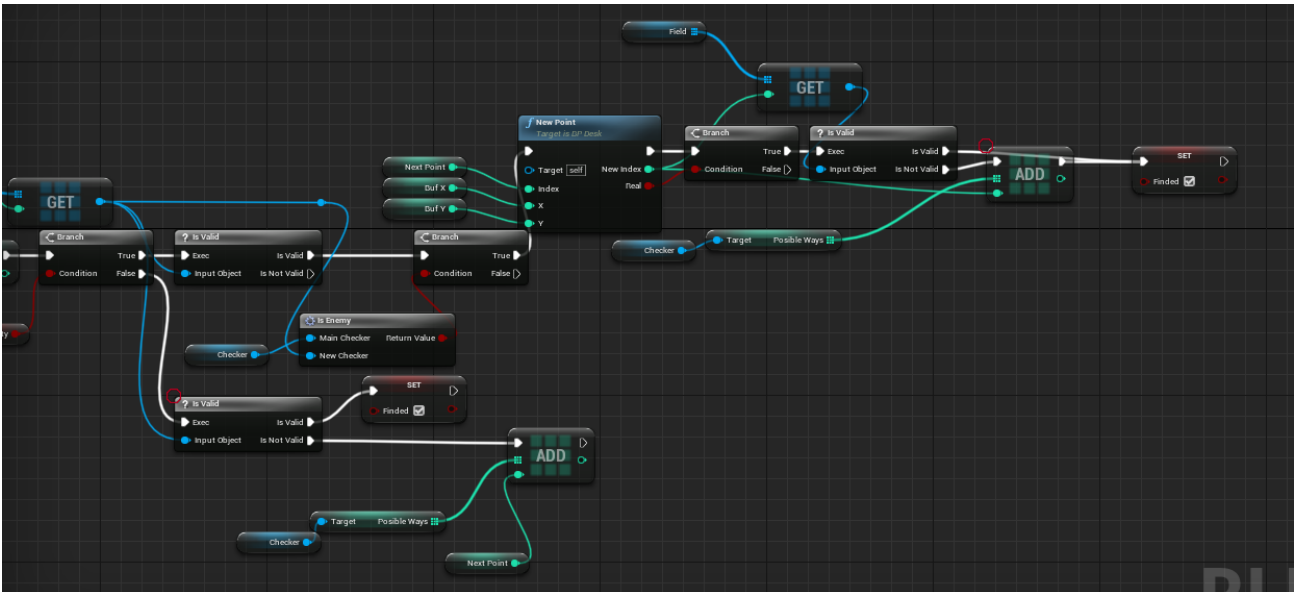 Field
GET
New Point
Target is GP Desk
Target self
New Index
Index
Real
X
Y
Next Point
Buf X
Buf Y
Branch
True
Condition
False
Is Valid
Exec
Is Valid
Input Object
Is Not Valid
ADD
SET
Finded
Checker
Target
Posible Ways
GET
Branch
True
Condition
False
Is Valid
Exec
Is Valid
Input Object
Is Not Valid
Branch
True
Condition
False
Is Enemy
Main Checker
Return Value
New Checker
Checker
ty
Is Valid
Exec
Is Valid
Input Object
Is Not Valid
SET
Finded
ADD
Target
Posible Ways
Checker
Next Point